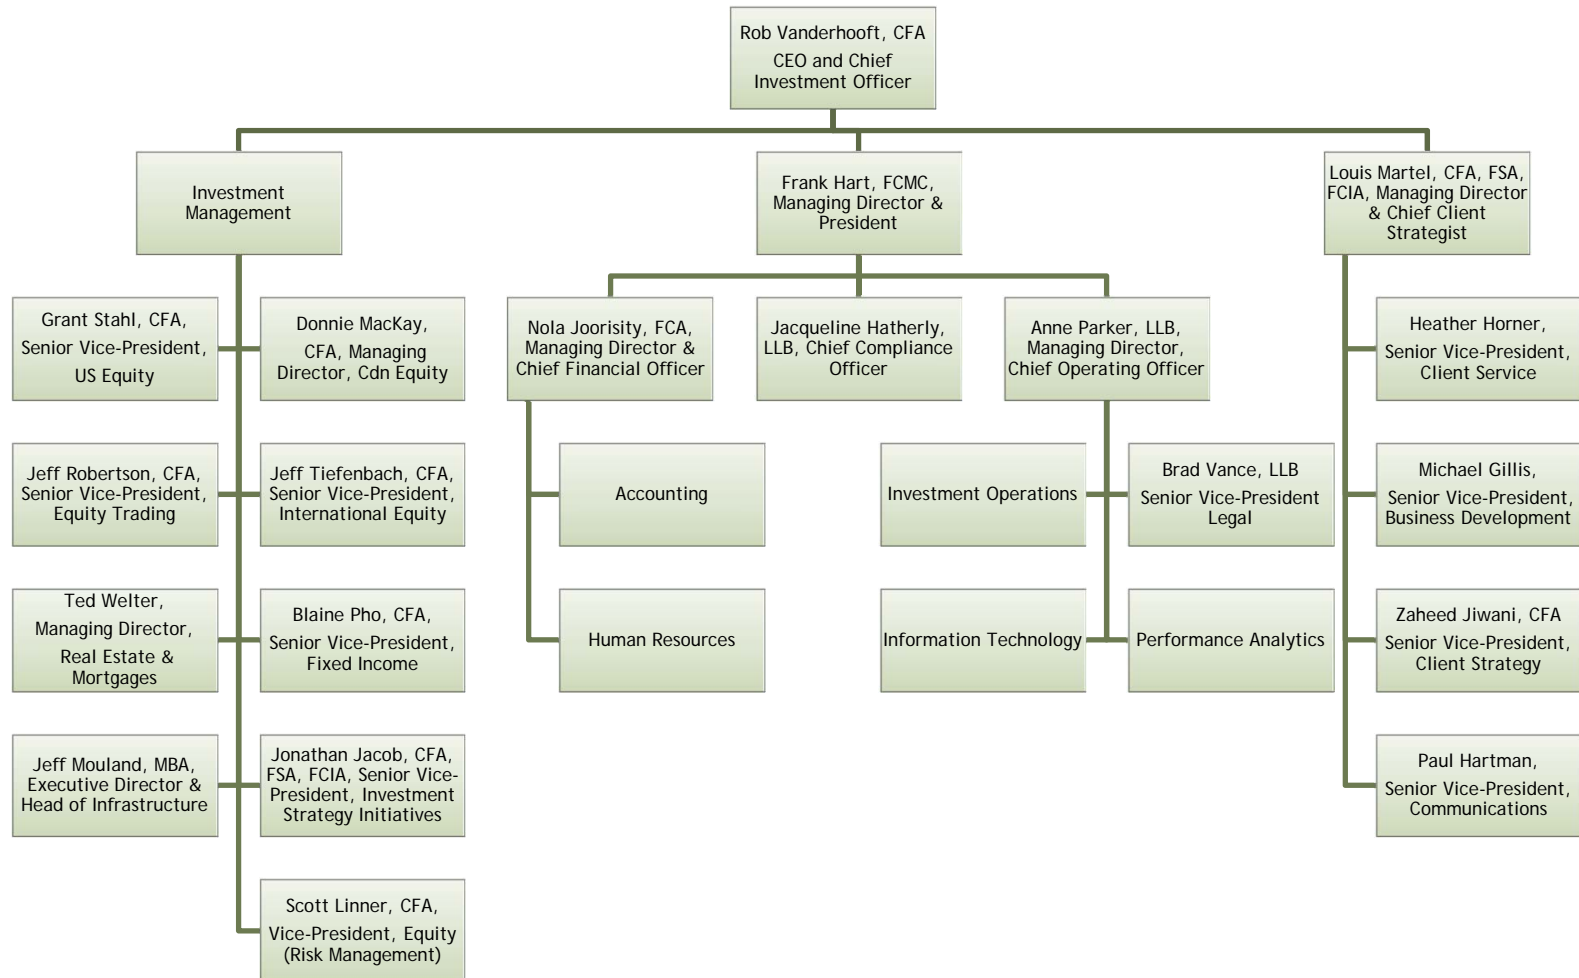 Rob Vanderhooft, CFA
CEO and Chief
Investment Officer
Investment
Management
Frank Hart, FCMC,
Managing Director &
President
Louis Martel, CFA, FSA,
FCIA, Managing Director
& Chief Client
Strategist
Grant Stahl, CFA,
Senior Vice-President,
US Equity
Donnie MacKay,
CFA, Managing
Director, Cdn Equity
Nola Joorisity, FCA,
Managing Director &
Chief Financial Officer
Jacqueline Hatherly,
LLB, Chief Compliance
Officer
Anne Parker, LLB,
Managing Director,
Chief Operating Officer
Heather Horner,
Senior Vice-President,
Client Service
Jeff Robertson, CFA,
Senior Vice-President,
Equity Trading
Jeff Tiefenbach, CFA,
Senior Vice-President,
International Equity
Accounting
Investment Operations
Brad Vance, LLB
Senior Vice-President
Legal
Michael Gillis,
Senior Vice-President,
Business Development
Ted Welter,
Managing Director,
Real Estate &
Mortgages
Blaine Pho, CFA,
Senior Vice-President,
Fixed Income
Human Resources
Information Technology
Performance Analytics
Zaheed Jiwani, CFA
Senior Vice-President,
Client Strategy
Jeff Mouland, MBA,
Executive Director &
Head of Infrastructure
Jonathan Jacob, CFA,
FSA, FCIA, Senior Vice-
President, Investment
Strategy Initiatives
Paul Hartman,
Senior Vice-President,
Communications
Scott Linner, CFA,
Vice-President, Equity
(Risk Management)